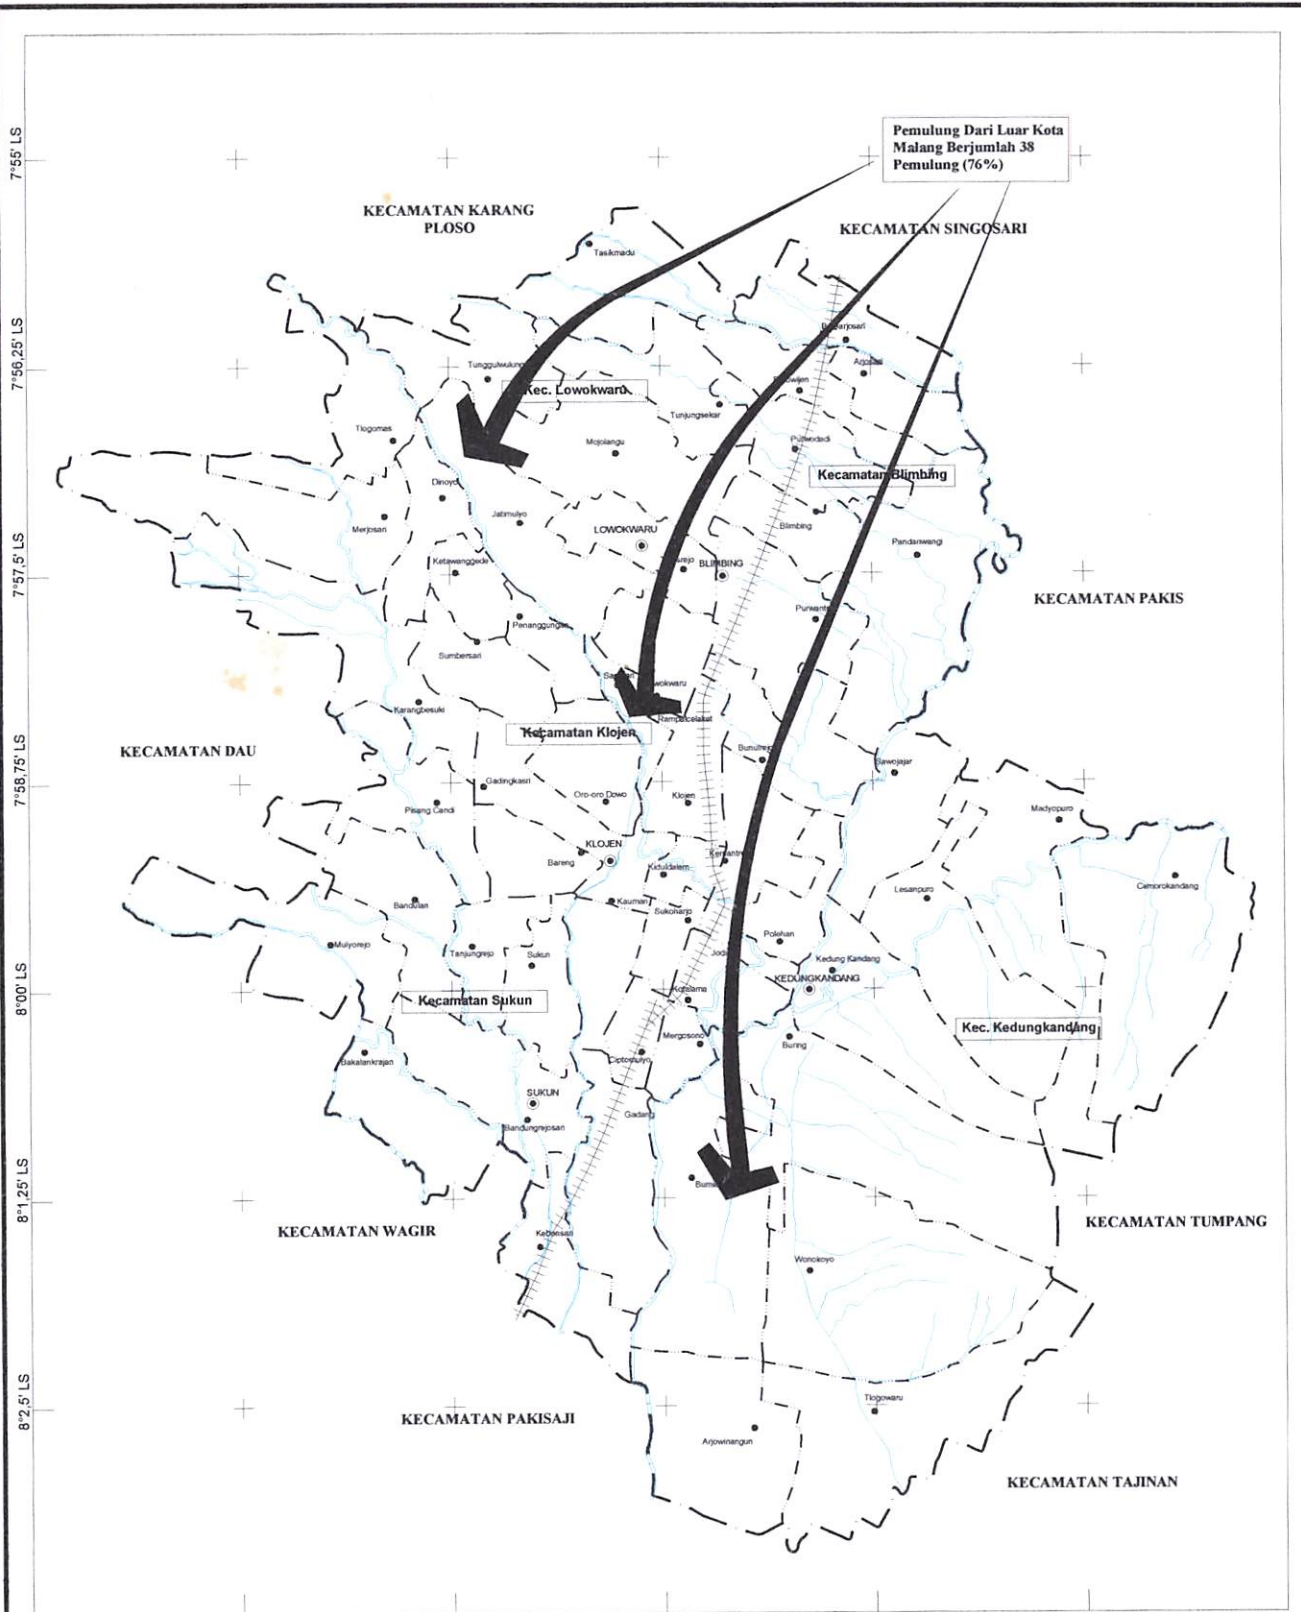 Pemulung Dari Luar Kota
Malang Berjumlah 38
Pemulung (76%)
7°55' LS
KECAMATAN KARANG
PLOSO
KECAMATAN SINGOSARI
Tasikmadu
7°56,25' LS
Arjosari
Tunggulwulung
Kec. Lowokwaru
Tunjungsekar
Tlogomas
Mojolangu
Purwodadi
Kecamatan Blimbing
Dinoyo
Merjosari
Jatimulyo
LOWOKWARU
Blimbing
Pandanwangi
7°57,5' LS
Ketawanggede
BLIMBING
KECAMATAN PAKIS
Penanggungan
Sumbersari
Karangbesuki
Rampalcelaket
Kecamatan Klojen
KECAMATAN DAU
7°58,75' LS
Sawojajar
Gadingkasri
Pisang Candi
Oro-oro Dowo
Klojen
Madyopuro
KLOJEN
Bareng
Kiduldalem
Cemorokandang
Lesanpuro
Bandulan
Kauman
Sukoharjo
Mulyorejo
Tanjungrejo
Sukun
Polehan
Kedung Kandang
KEDUNGKANDANG
8°00' LS
Kecamatan Sukun
Kotalama
Kec. Kedungkandang
Mergosono
Buring
Bakalankrajan
Ciptomulyo
SUKUN
Bandungrejosari
Gadang
8°1,25' LS
KECAMATAN WAGIR
KECAMATAN TUMPANG
Kebonsari
Wonokoyo
8°2,5' LS
KECAMATAN PAKISAJI
Tlogowaru
Arjowinangun
KECAMATAN TAJINAN